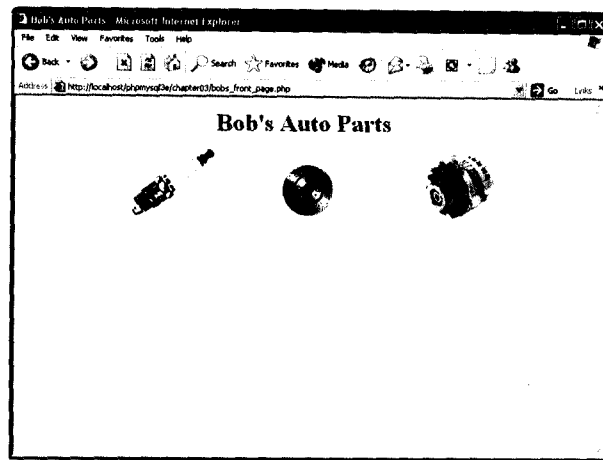 Bob's Auto Parts - Microsoft Internet Explorer
File Edit View Favorites Tools Help
Back Search Favorites Media
Address http://localhost/phpmysql3e/chapter03/bobs_front_page.php Go Links
Bob's Auto Parts